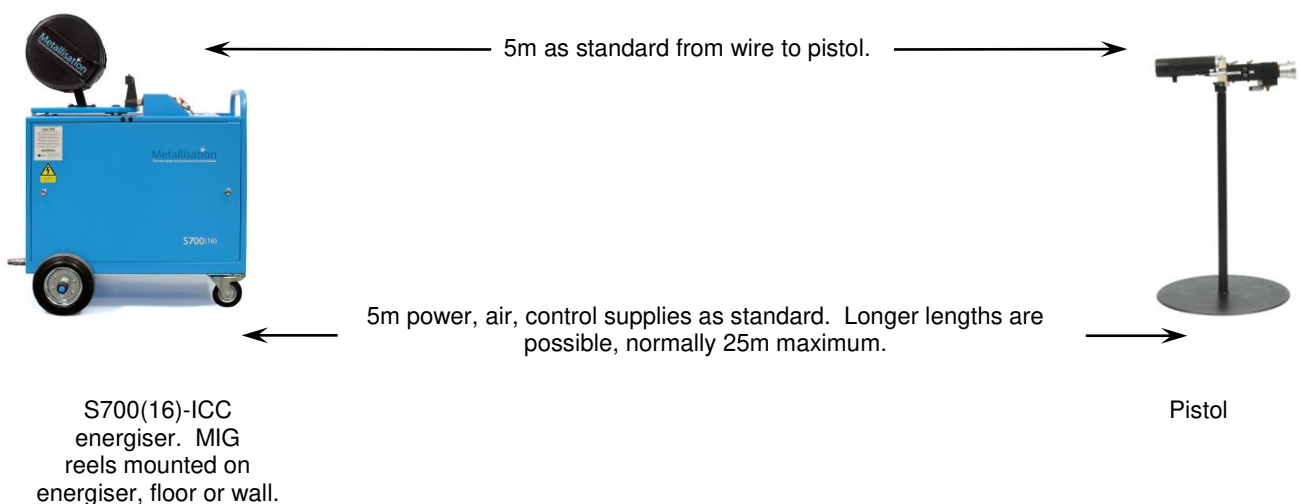 Metallisation
5m as standard from wire to pistol.
Metallisation
S700(16)
5m power, air, control supplies as standard.  Longer lengths are
possible, normally 25m maximum.
S700(16)-ICC
energiser.  MIG
reels mounted on
energiser, floor or wall.
Pistol